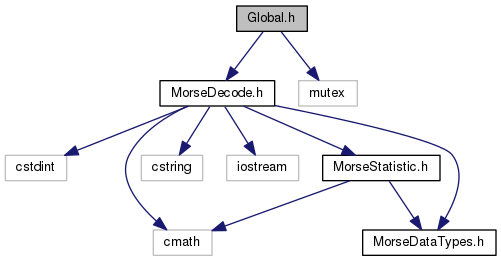 Global.h
MorseDecode.h
mutex
cstdint
cstring
iostream
MorseStatistic.h
cmath
MorseDataTypes.h